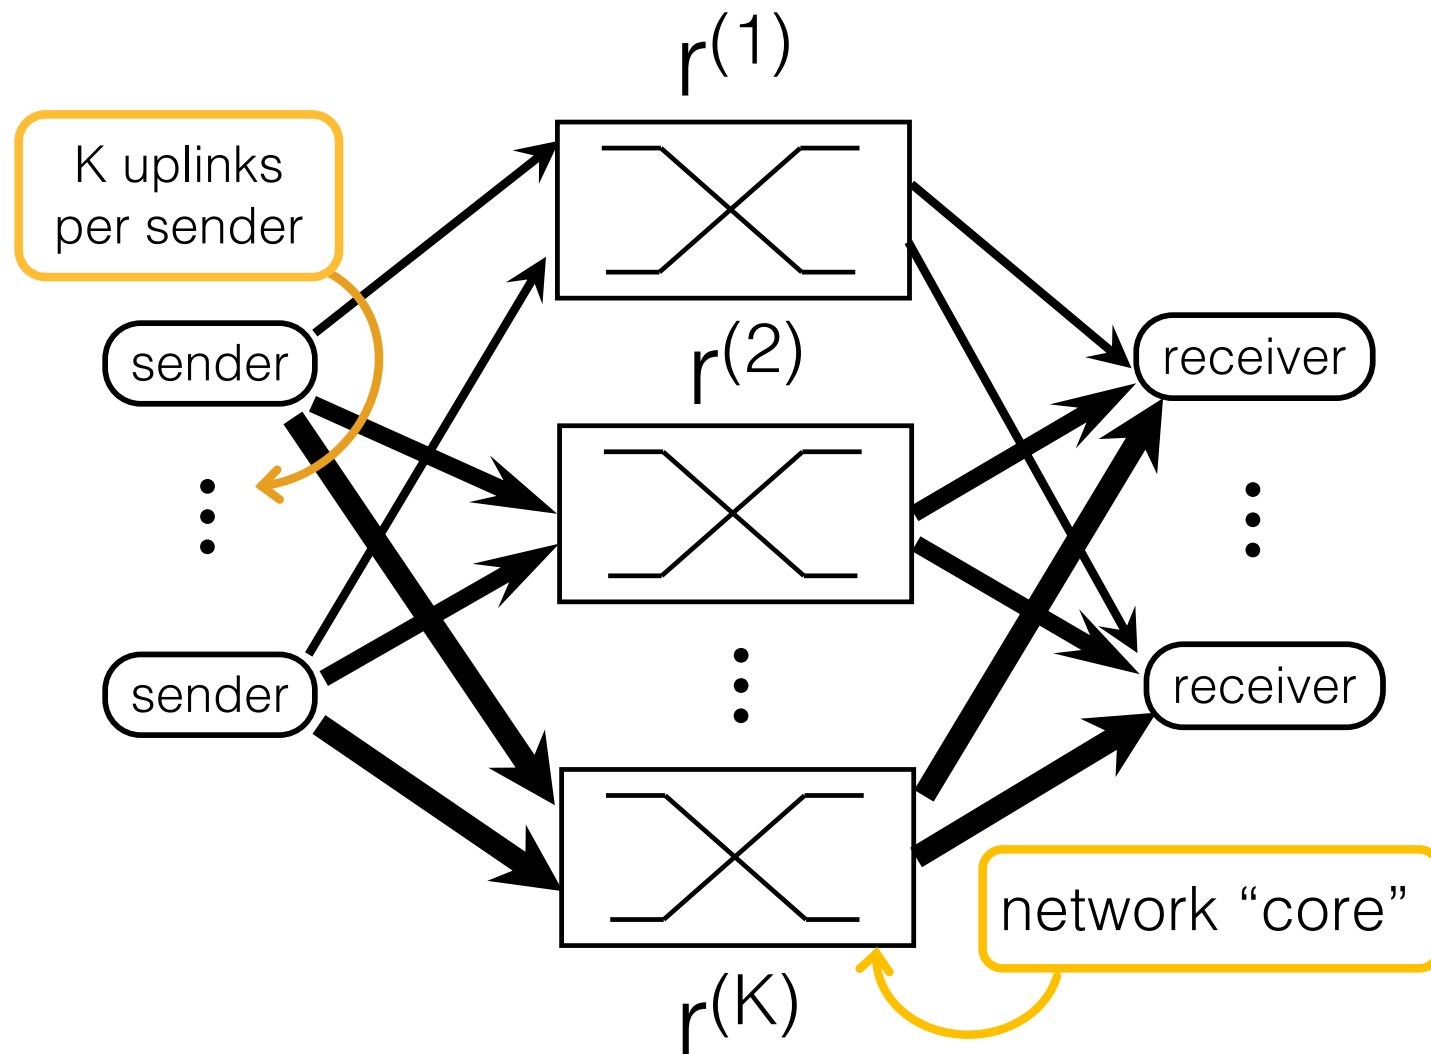 r(1)
K uplinks
per sender
sender
r(2)
receiver
sender
receiver
network “core”
r(K)